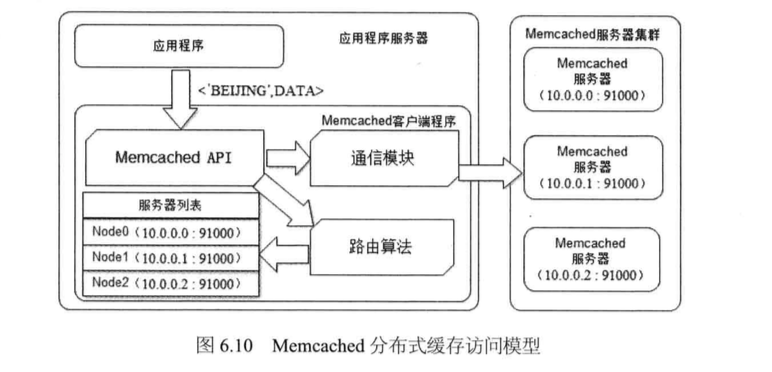 应用程序
应用程序服务器
<'BEIJING',DATA>
Memcached客户端程序
Memcached API
通信模块
服务器列表
Node0（10.0.0.0 : 91000）
Node1（10.0.0.1 : 91000）
Node2（10.0.0.2 : 91000）
路由算法
Memcached服务器集群
Memcached
服务器
（10.0.0.0 : 91000）
Memcached
服务器
（10.0.0.1 : 91000）
Memcached
服务器
（10.0.0.2 : 91000）
图 6.10 Memcached 分布式缓存访问模型